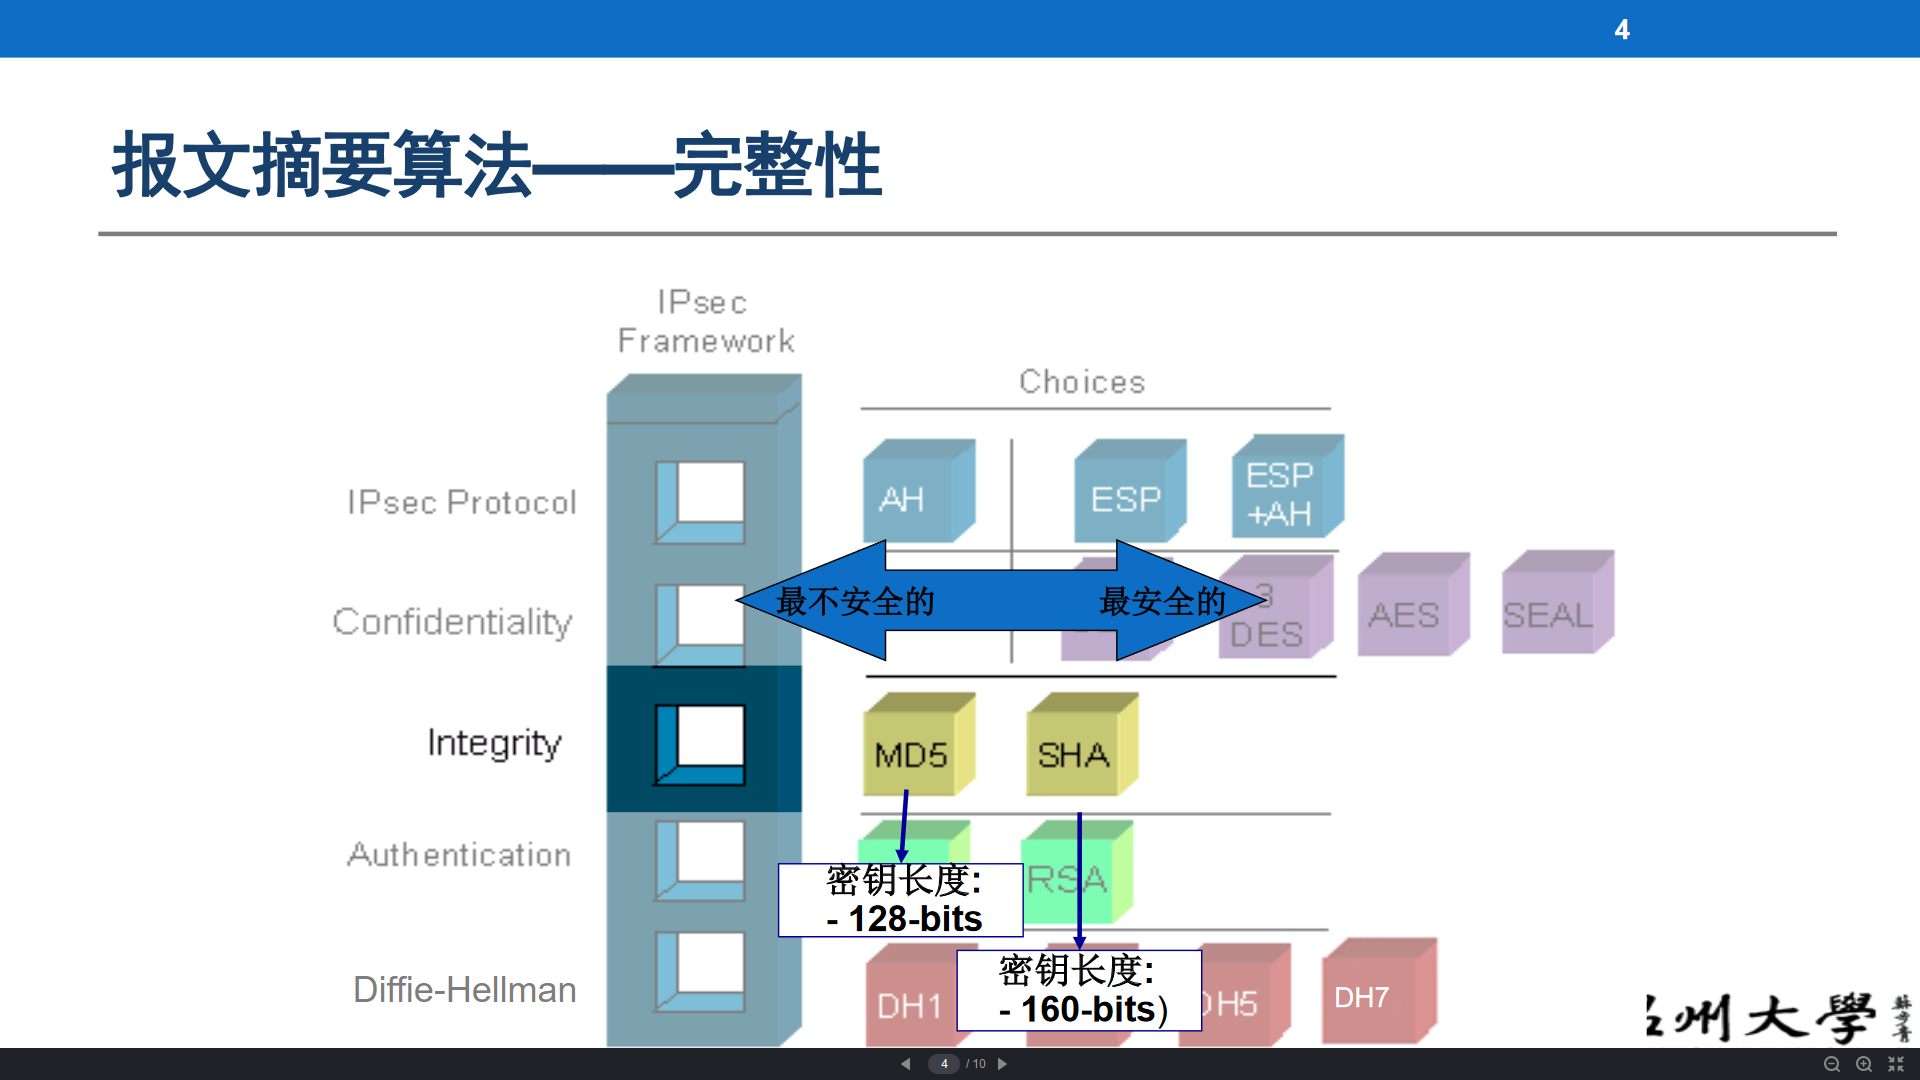 4
报文摘要算法——完整性
IPsec
Framework
Choices
IPsec Protocol
AH
ESP
ESP
+AH
Confidentiality
最不安全的
最安全的
3
DES
AES
SEAL
Integrity
MD5
SHA
Authentication
RSA
密钥长度:
- 128-bits
Diffie-Hellman
DH1
密钥长度:
- 160-bits)
DH5
DH7
州大學
4
/ 10